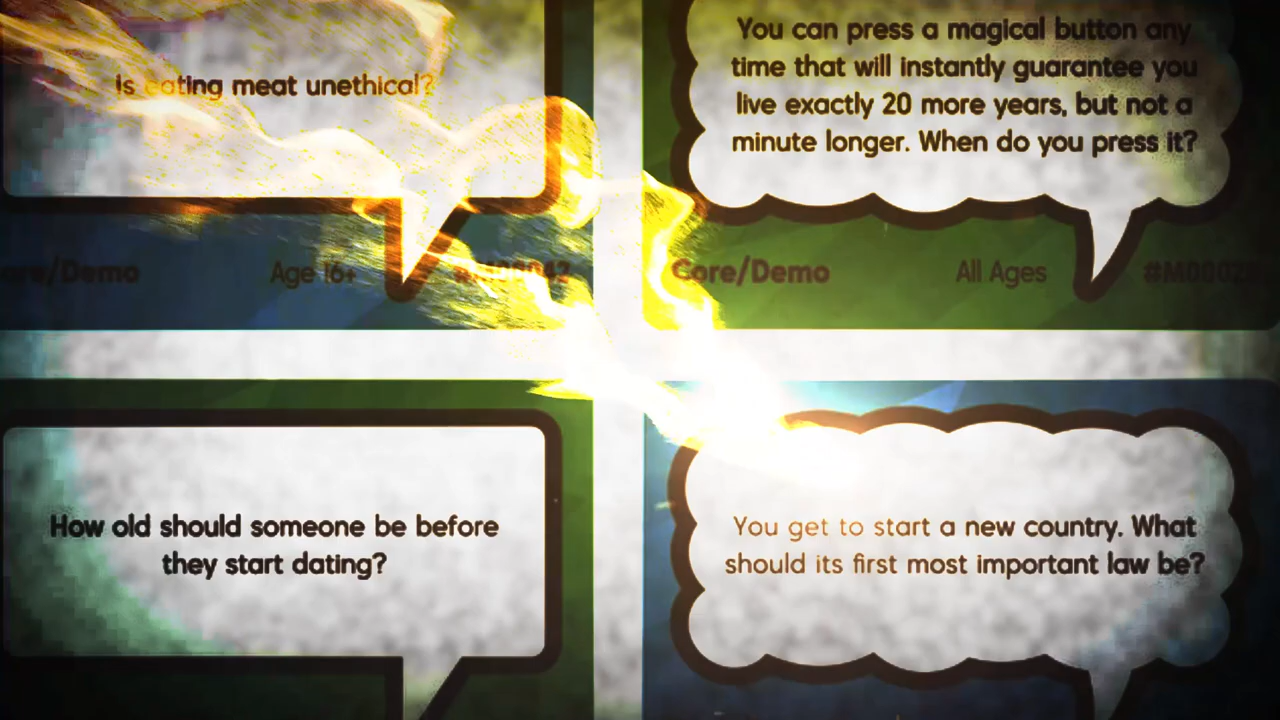 Is eating meat unethical?
Age 16+
You can press a magical button any
time that will instantly guarantee you
live exactly 20 more years, but not a
minute longer. When do you press it?
Core/Demo
All Ages
How old should someone be before
they start dating?
You get to start a new country. What
should its first most important law be?